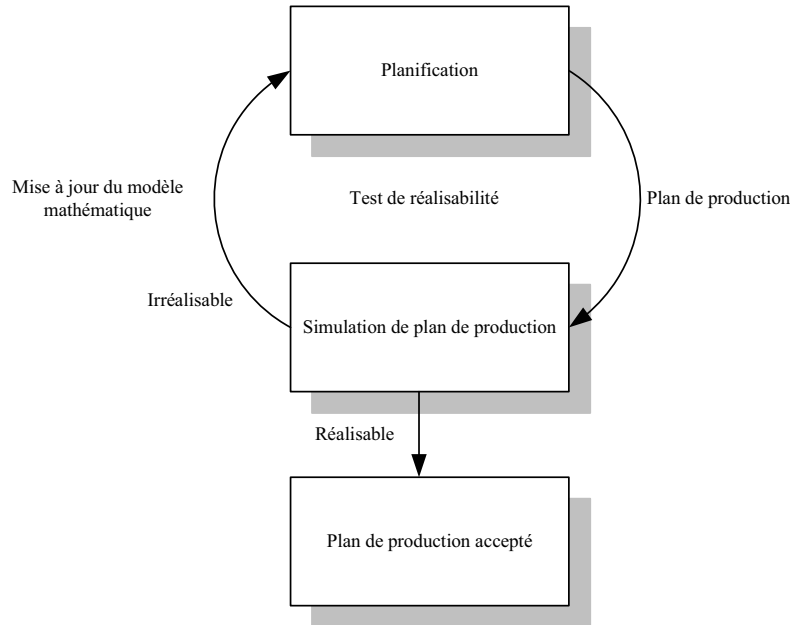 Planification
Mise à jour du modèle
mathématique
Test de réalisabilité
Plan de production
Irréalisable
Simulation de plan de production
Réalisable
Plan de production accepté